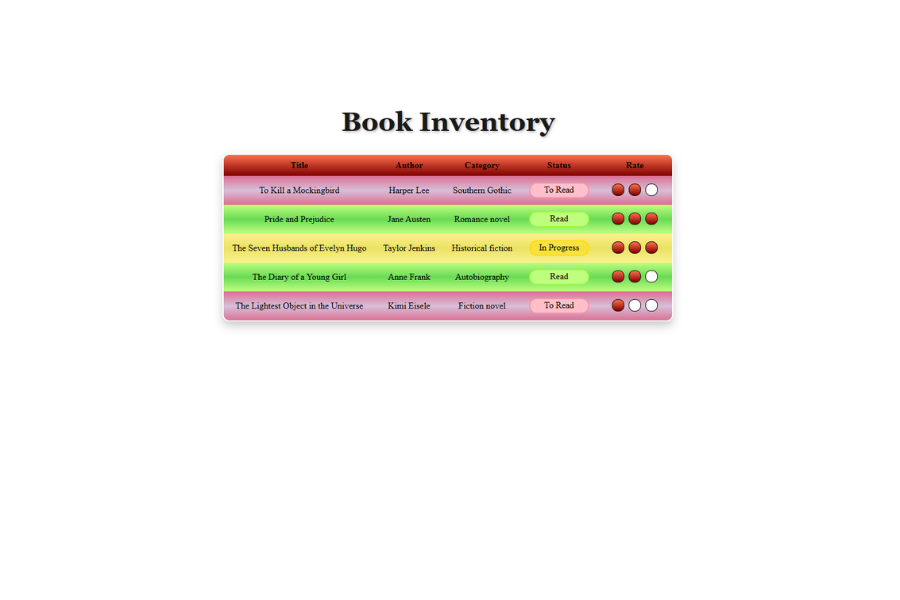 Book Inventory
Title Author Category Status Rate
To Kill a Mockingbird Harper Lee Southern Gothic To Read
Pride and Prejudice Jane Austen Romance novel Read
The Seven Husbands of Evelyn Hugo Taylor Jenkins Historical fiction In Progress
The Diary of a Young Girl Anne Frank Autobiography Read
The Lightest Object in the Universe Kimi Eisele Fiction novel To Read